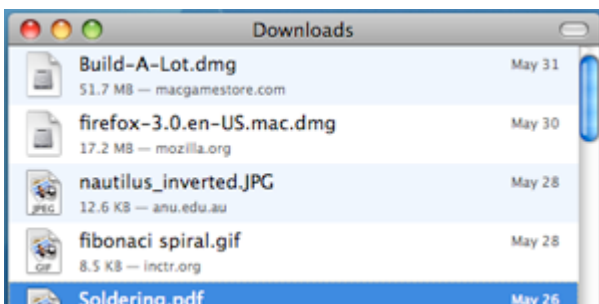 Downloads
Build-A-Lot.dmg May 31
51.7 MB — macgamestore.com
firefox-3.0.en-US.mac.dmg May 30
17.2 MB — mozilla.org
nautilus_inverted.JPG May 28
JPEG 12.6 KB — anu.edu.au
fibonaci spiral.gif May 28
GIF 8.5 KB — inctr.org
Soldering.pdf May 26